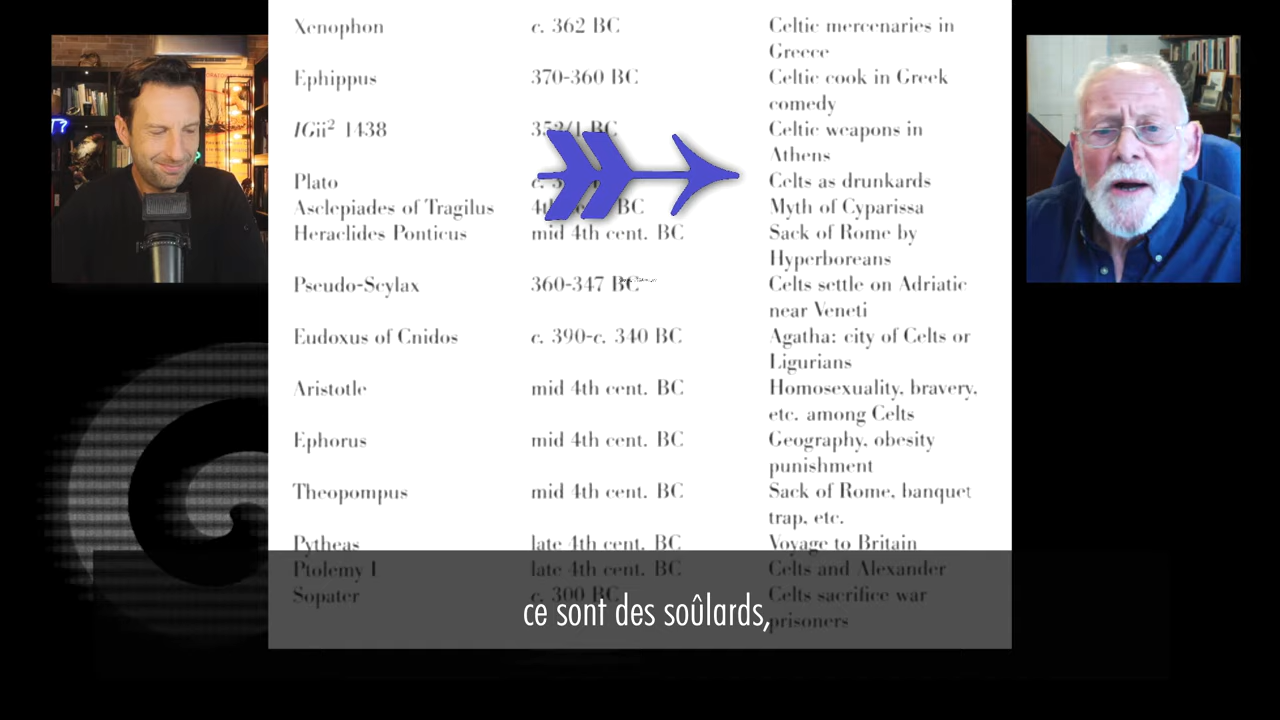 Xenophon c. 362 BC Celtic mercenaries in
Greece
Ephippus 370-360 BC Celtic cook in Greek
comedy
IGii² 1438 352/1 BC Celtic weapons in
Athens
Plato c. Celts as drunkards
Asclepiades of Tragilus BC Myth of Cyparissa
Heraclides Ponticus mid 4th cent. BC Sack of Rome by
Hyperboreans
Pseudo-Scylax 360-347 BC Celts settle on Adriatic
near Veneti
Eudoxus of Cnidos c. 390-c. 340 BC Agatha: city of Celts or
Ligurians
Aristotle mid 4th cent. BC Homosexuality, bravery,
etc. among Celts
Ephorus mid 4th cent. BC Geography, obesity
punishment
Theopompus mid 4th cent. BC Sack of Rome, banquet
trap, etc.
Pytheas late 4th cent. BC Voyage to Britain
Ptolemy I late 4th cent. BC Celts and Alexander
Sopater c. 300 BC Celts sacrifice war
prisoners
ce sont des soûlards,